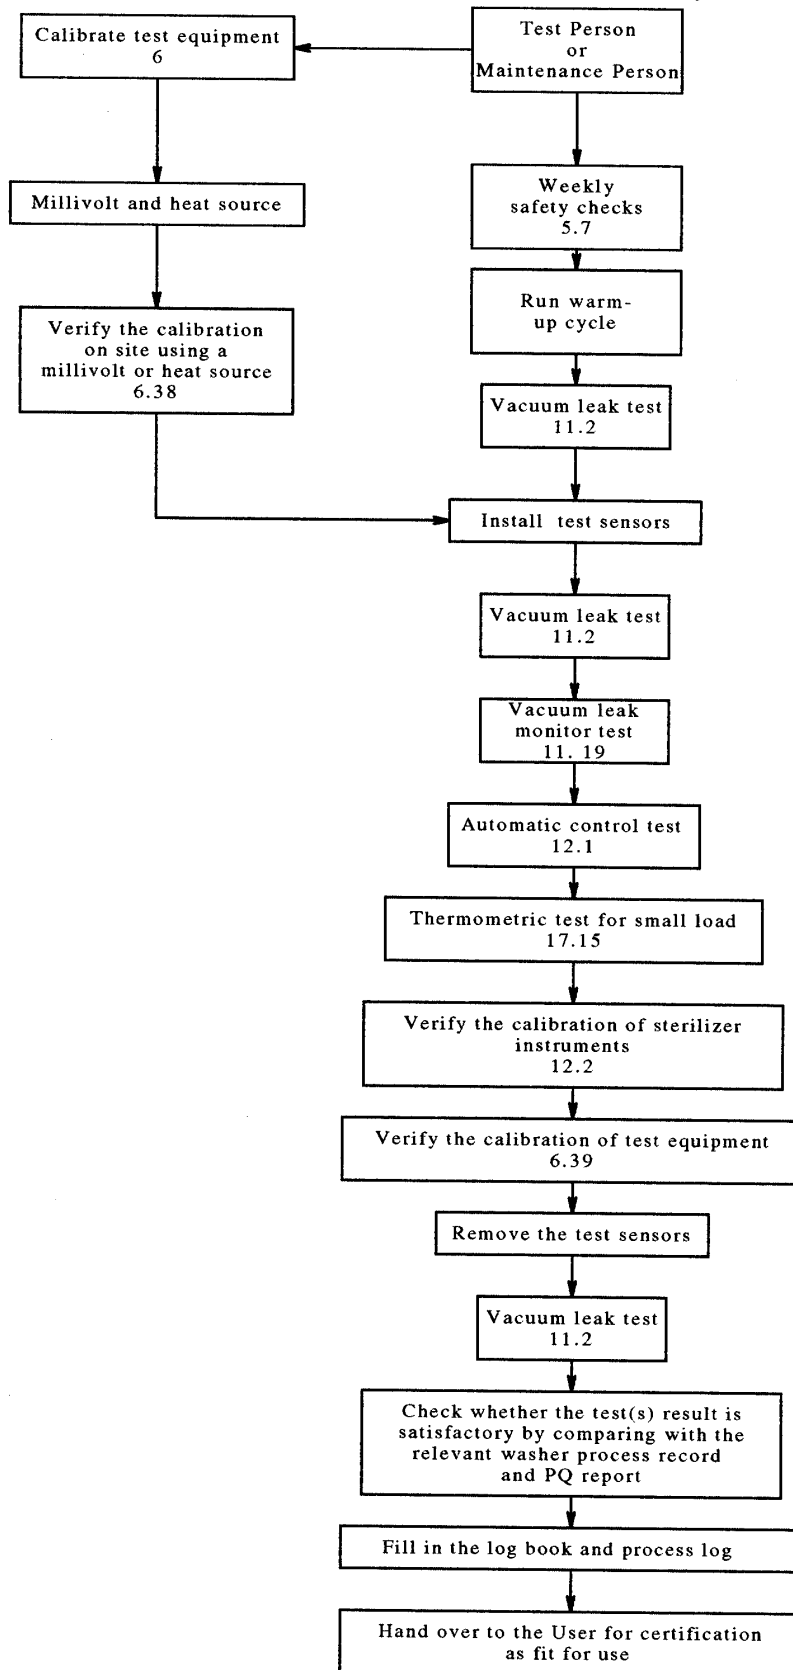 Calibrate test equipment
6
Test Person
or
Maintenance Person
Millivolt and heat source
Weekly
safety checks
5.7
Verify the calibration
on site using a
millivolt or heat source
6.38
Run warm-
up cycle
Vacuum leak test
11.2
Install test sensors
Vacuum leak test
11.2
Vacuum leak
monitor test
11. 19
Automatic control test
12.1
Thermometric test for small load
17.15
Verify the calibration of sterilizer
instruments
12.2
Verify the calibration of test equipment
6.39
Remove the test sensors
Vacuum leak test
11.2
Check whether the test(s) result is
satisfactory by comparing with the
relevant washer process record
and PQ report
Fill in the log book and process log
Hand over to the User for certification
as fit for use